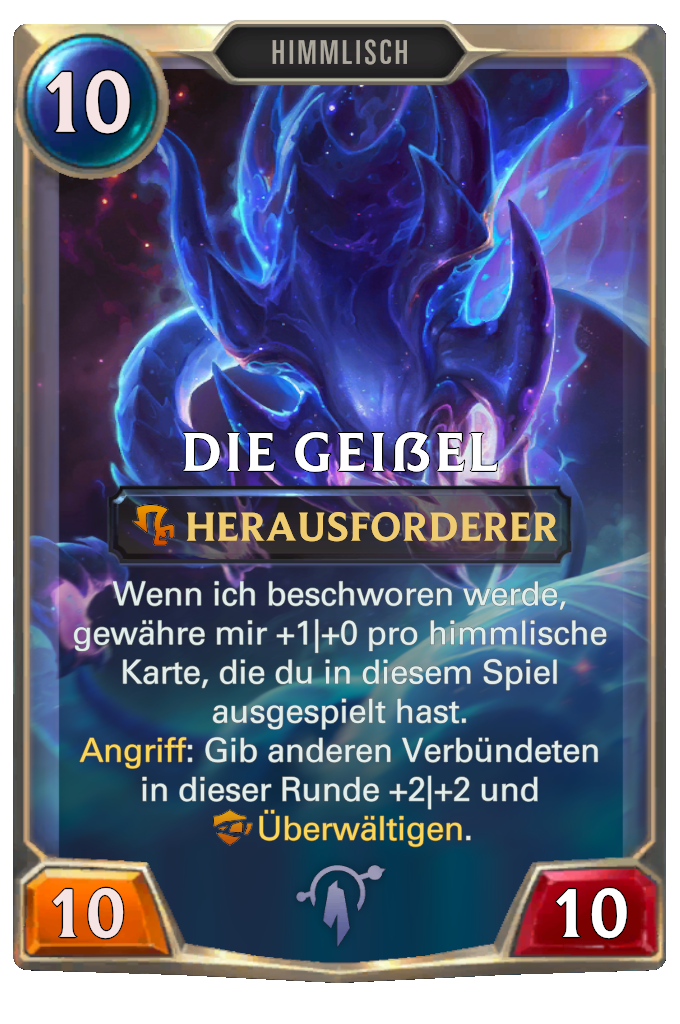 HIMMLISCH
10
DIE GEIẞEL
HERAUSFORDERER
Wenn ich beschworen werde,
gewähre mir +1|+0 pro himmlische
Karte, die du in diesem Spiel
ausgespielt hast.
Angriff: Gib anderen Verbündeten
in dieser Runde +2|+2 und
Überwältigen.
10
10